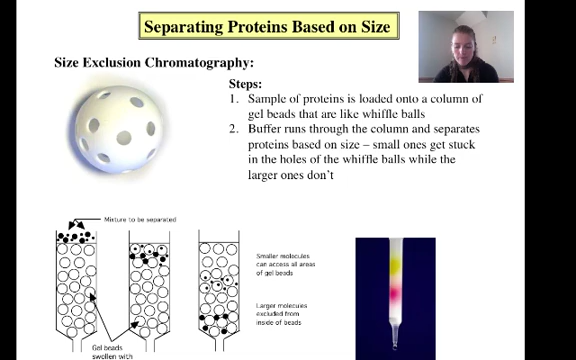 Separating Proteins Based on Size
Size Exclusion Chromatography:
Steps:
1. Sample of proteins is loaded onto a column of
gel beads that are like whiffle balls
2. Buffer runs through the column and separates
proteins based on size – small ones get stuck
in the holes of the whiffle balls while the
larger ones don't
Mixture to be separated
Smaller molecules
can access all areas
of gel beads
Larger molecules
excluded from
inside of beads
Gel beads
swollen with